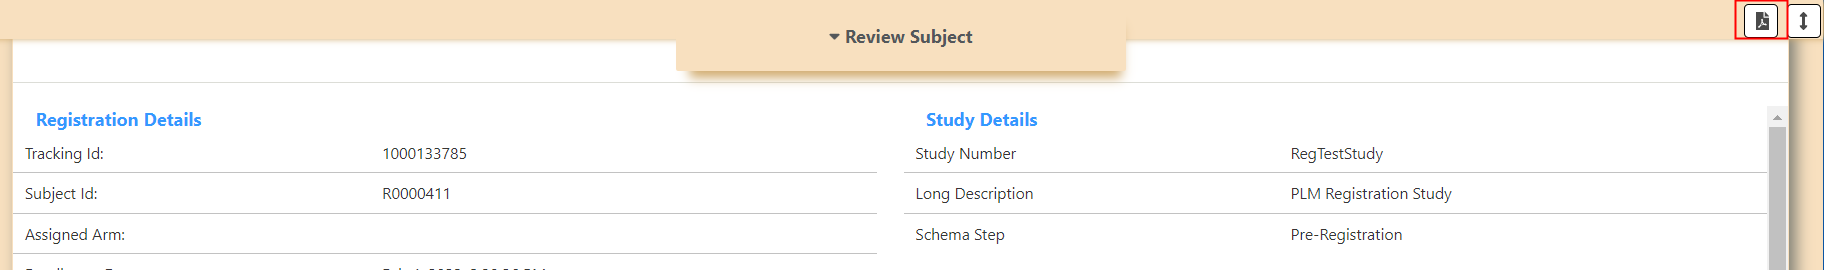 Review Subject
Registration Details
Tracking Id: 1000133785
Subject Id: R0000411
Assigned Arm:
Study Details
Study Number RegTestStudy
Long Description PLM Registration Study
Schema Step Pre-Registration